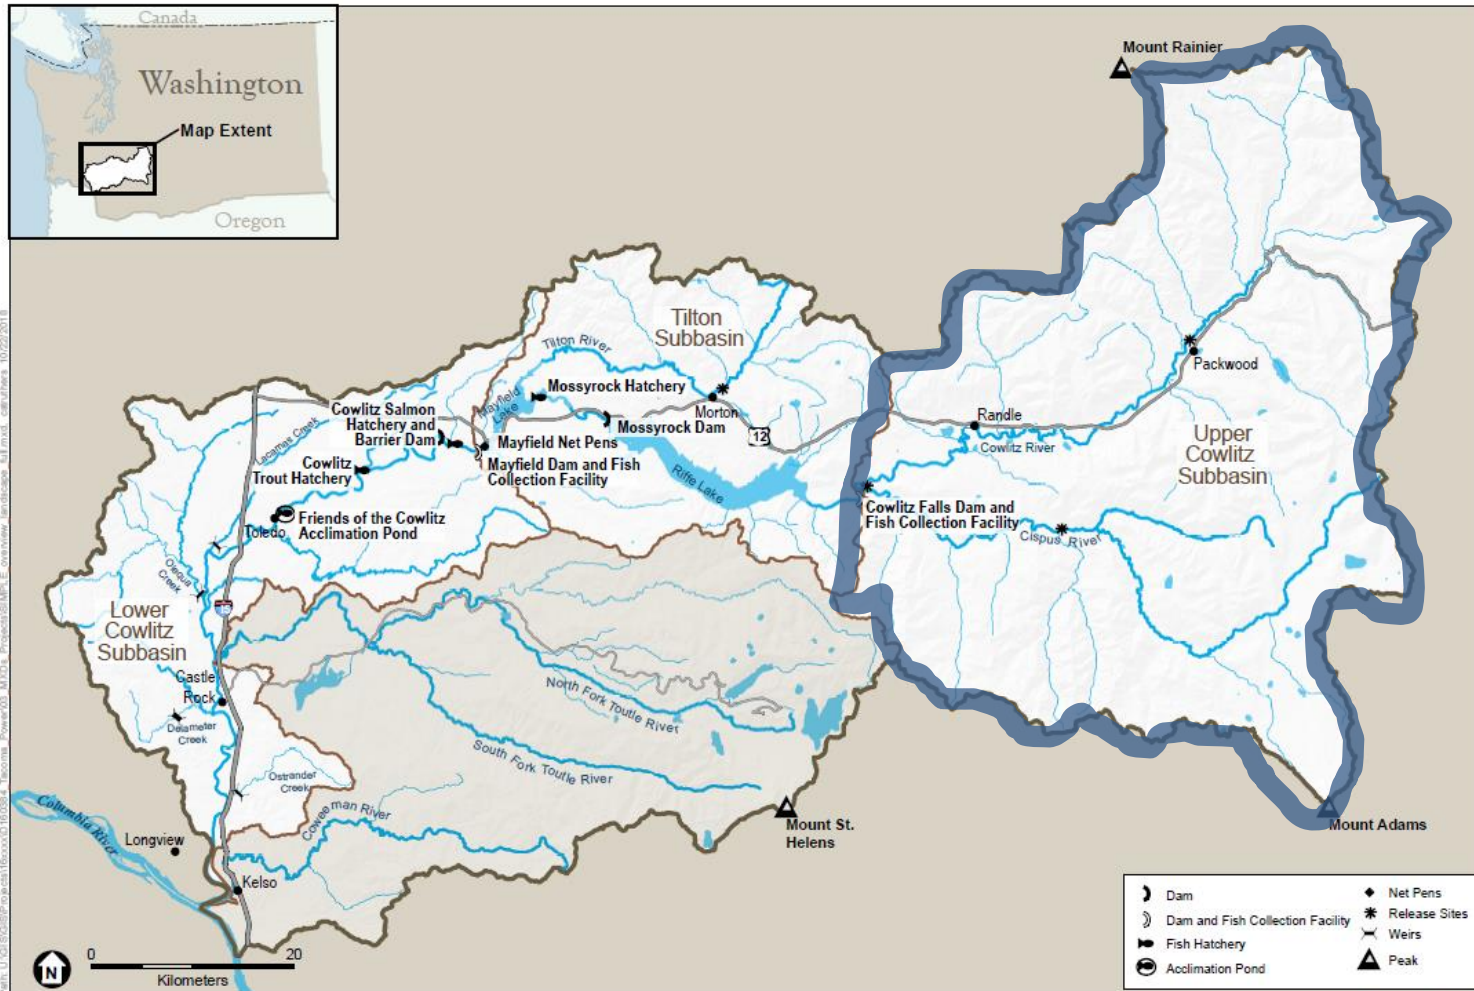 Canada
Washington
Map Extent
Oregon
Mount Rainier
Tilton
Subbasin
Tilton River
Mossyrock Hatchery
Mayfield
Lake
Morton
Mossyrock Dam
12
Packwood
Randle
Cowlitz River
Upper
Cowlitz
Subbasin
Cowlitz Salmon
Hatchery and
Barrier Dam
Lacamas Creek
Mayfield Net Pens
Mayfield Dam and Fish
Collection Facility
Cowlitz
Trout Hatchery
Riffe Lake
Cowlitz Falls Dam and
Fish Collection Facility
Cispus River
Friends of the Cowlitz
Acclimation Pond
Toledo
Olequa
Creek
Lower
Cowlitz
Subbasin
Castle
Rock
Delameter
Creek
North Fork Toutle River
South Fork Toutle River
Ostrander
Creek
Coweeman River
Columbia River
Longview
Kelso
Mount St.
Helens
Mount Adams
N
0 20
Kilometers
Dam
Dam and Fish Collection Facility
Fish Hatchery
Acclimation Pond
Net Pens
Release Sites
Weirs
Peak